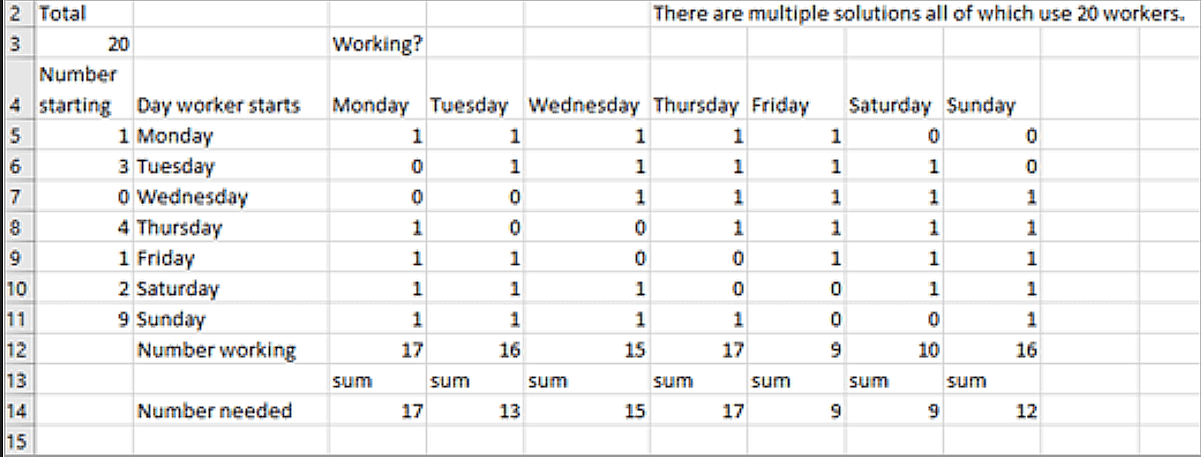 2 Total There are multiple solutions all of which use 20 workers.
3 20 Working?
Number
4 starting Day worker starts Monday Tuesday Wednesday Thursday Friday Saturday Sunday
5 1 Monday 1 1 1 1 1 0 0
6 3 Tuesday 0 1 1 1 1 1 0
7 0 Wednesday 0 0 1 1 1 1 1
8 4 Thursday 1 0 0 1 1 1 1
9 1 Friday 1 1 0 0 1 1 1
10 2 Saturday 1 1 1 0 0 1 1
11 9 Sunday 1 1 1 1 0 0 1
12 Number working 17 16 15 17 9 10 16
13 sum sum sum sum sum sum sum
14 Number needed 17 13 15 17 9 9 12
15